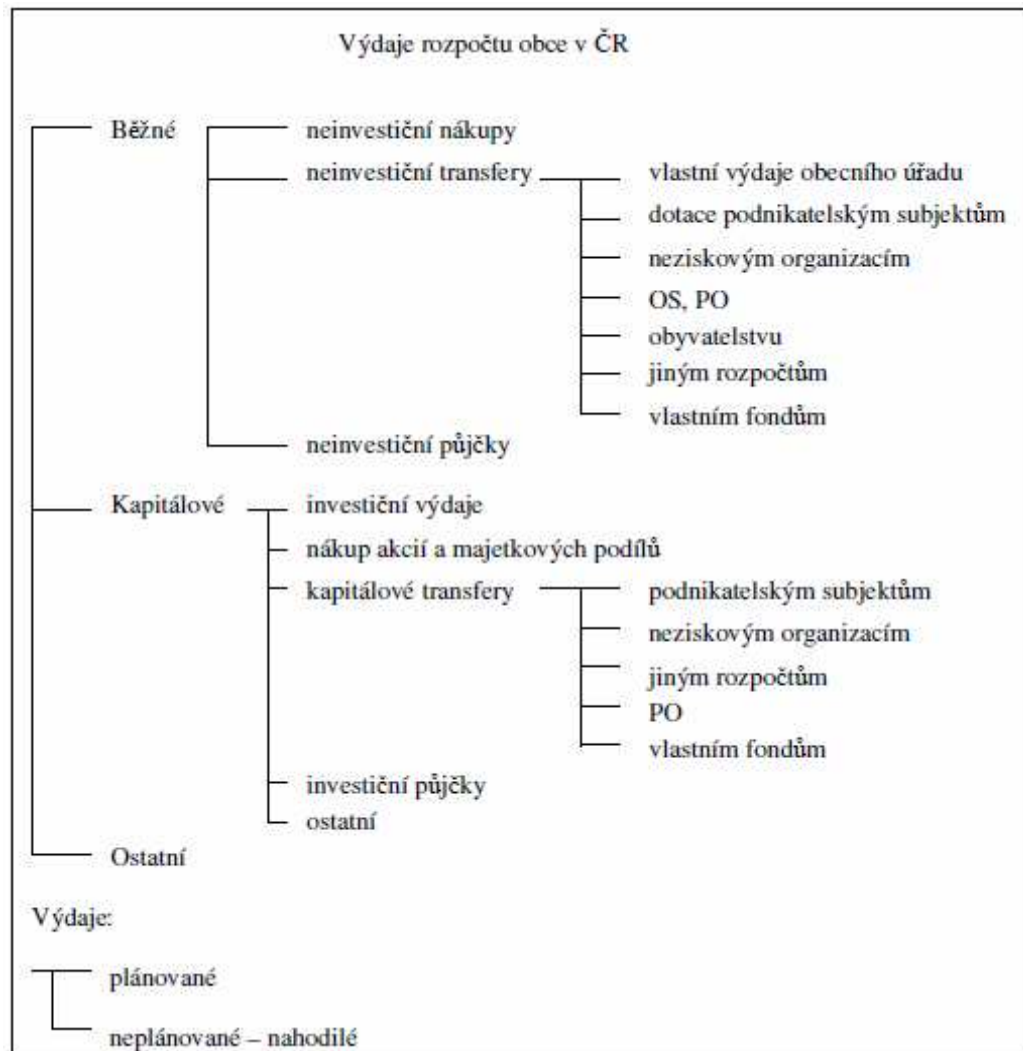 Výdaje rozpočtu obce v ČR
Běžné neinvestiční nákupy
neinvestiční transfery vlastní výdaje obecního úřadu
dotace podnikatelským subjektům
neziskovým organizacím
OS, PO
obyvatelstvu
jiným rozpočtům
vlastním fondům
neinvestiční půjčky
Kapitálové investiční výdaje
nákup akcií a majetkových podílů
kapitálové transfery podnikatelským subjektům
neziskovým organizacím
jiným rozpočtům
PO
vlastním fondům
investiční půjčky
ostatní
Ostatní
Výdaje:
plánované
neplánované – nahodilé